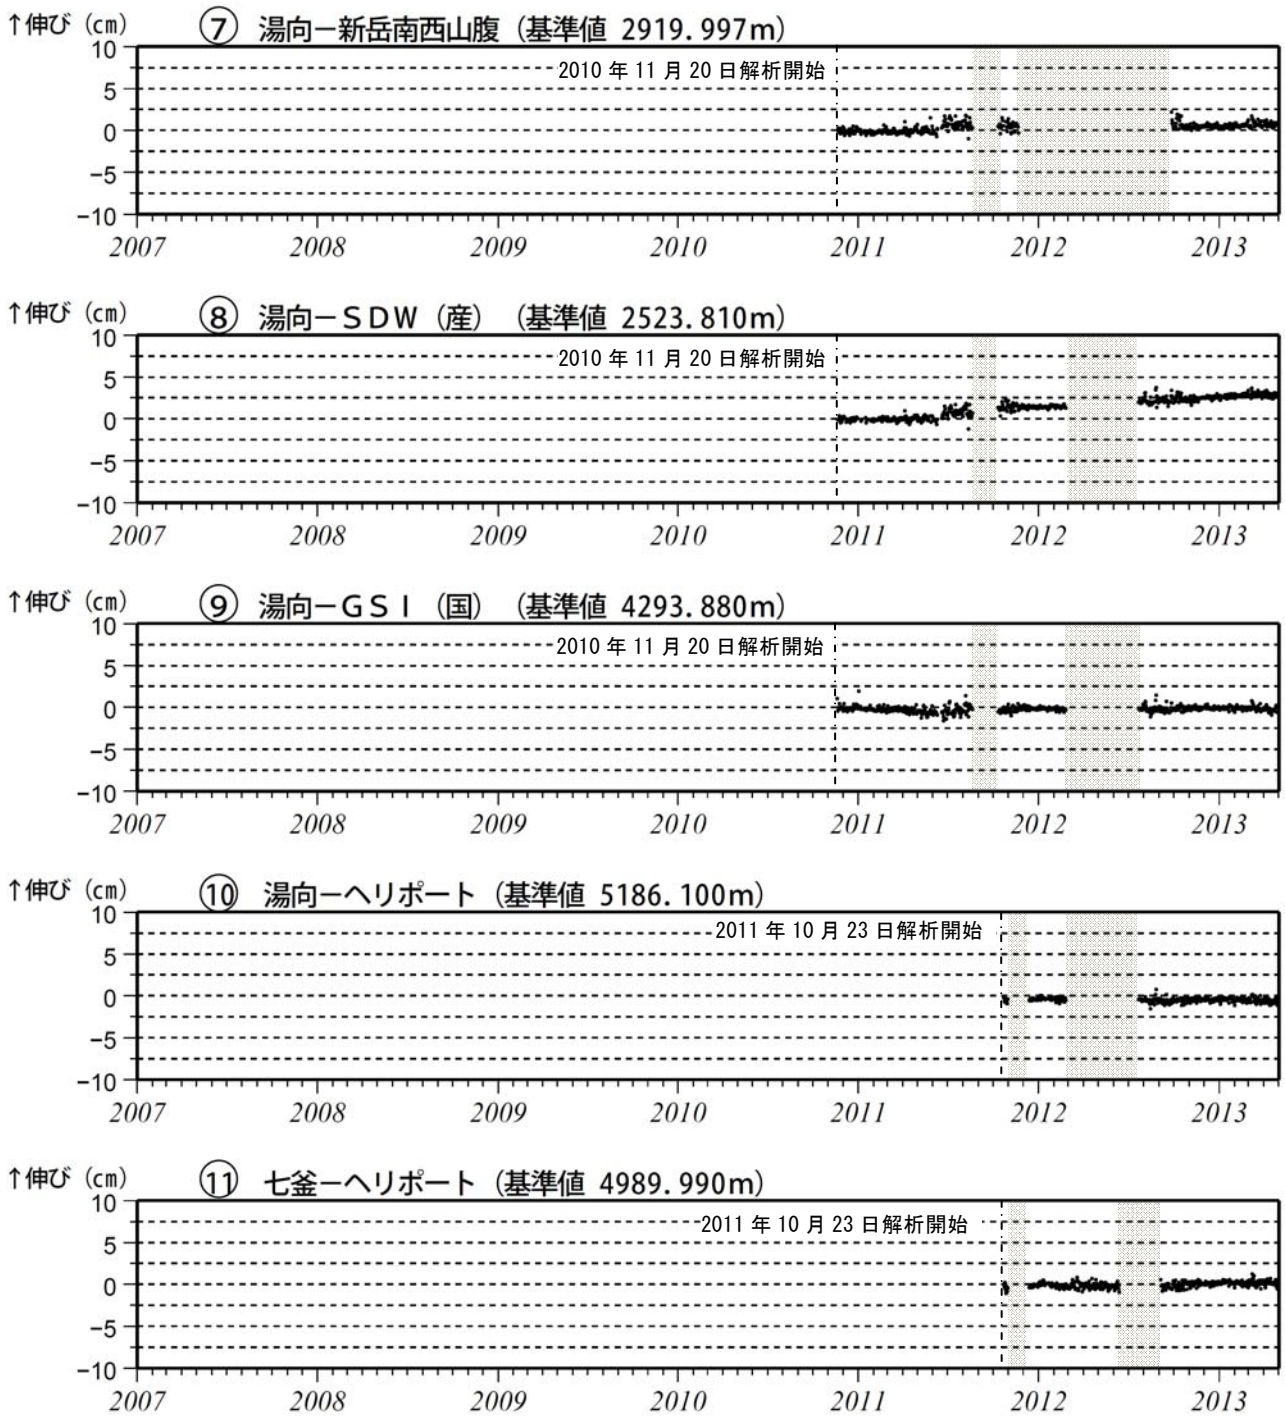 ↑伸び（cm） ⑦ 湯向－新岳南西山腹（基準値 2919.997m）
10
2010 年 11 月 20 日解析開始
5
0
−5
−10
2007 2008 2009 2010 2011 2012 2013
↑伸び（cm） ⑧ 湯向－ＳＤＷ（産）（基準値 2523.810m）
10
2010 年 11 月 20 日解析開始
5
0
−5
−10
2007 2008 2009 2010 2011 2012 2013
↑伸び（cm） ⑨ 湯向－ＧＳＩ（国）（基準値 4293.880m）
10
2010 年 11 月 20 日解析開始
5
0
−5
−10
2007 2008 2009 2010 2011 2012 2013
↑伸び（cm） ⑩ 湯向－ヘリポート（基準値 5186.100m）
10
2011 年 10 月 23 日解析開始
5
0
−5
−10
2007 2008 2009 2010 2011 2012 2013
↑伸び（cm） ⑪ 七釜－ヘリポート（基準値 4989.990m）
10
2011 年 10 月 23 日解析開始
5
0
−5
−10
2007 2008 2009 2010 2011 2012 2013